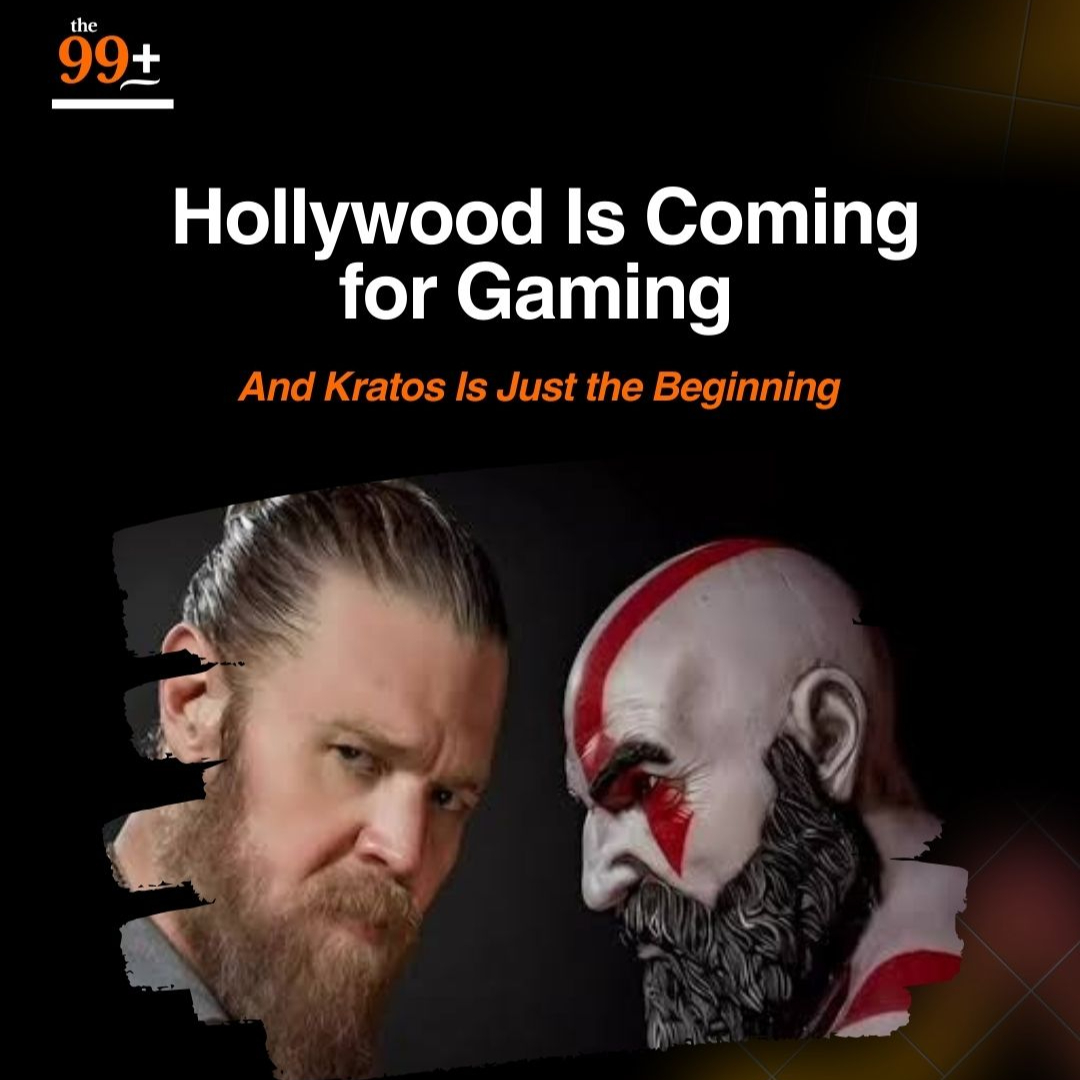 the
99+
Hollywood Is Coming
for Gaming
And Kratos Is Just the Beginning